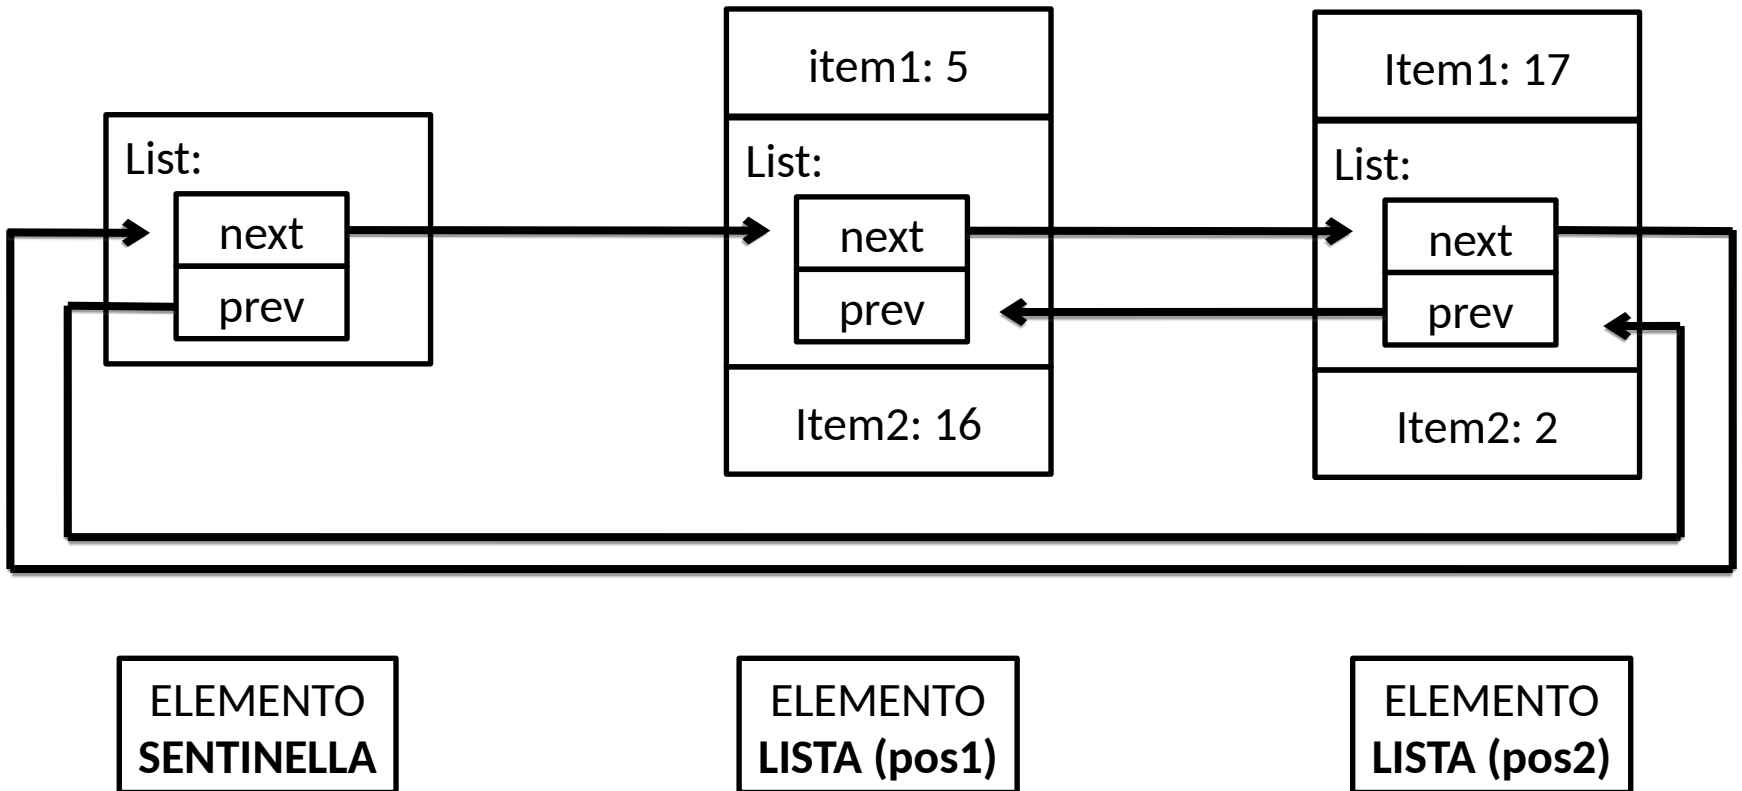 List:
next
prev
item1: 5
List:
next
prev
Item2: 16
Item1: 17
List:
next
prev
Item2: 2
ELEMENTO
SENTINELLA
ELEMENTO
LISTA (pos1)
ELEMENTO
LISTA (pos2)